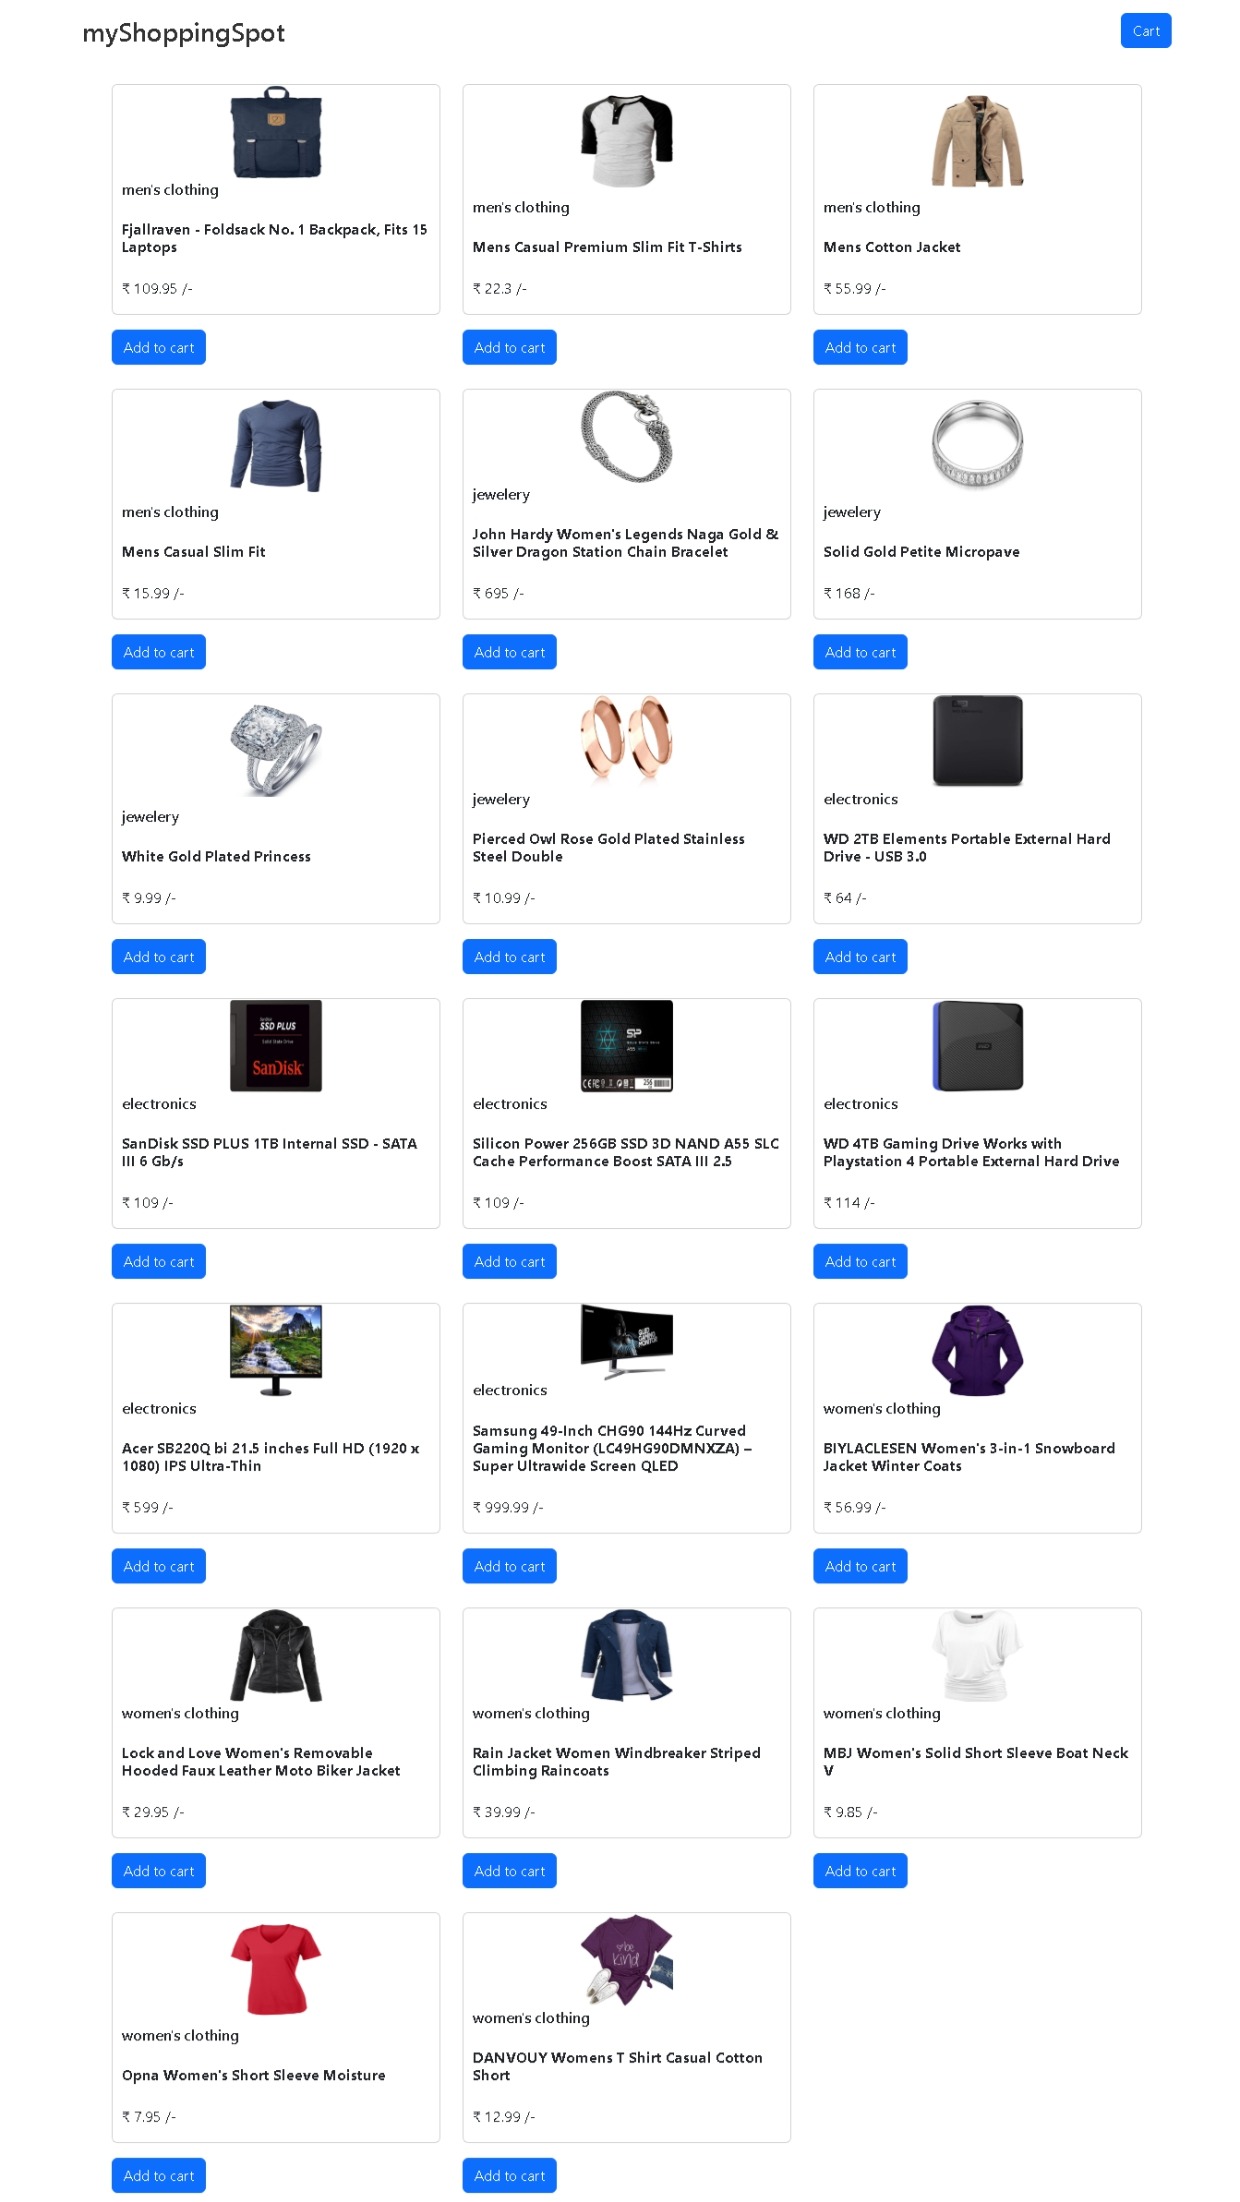 myShoppingSpot
Cart
men's clothing
Fjallraven - Foldsack No. 1 Backpack, Fits 15
Laptops
₹ 109.95 /-
Add to cart
men's clothing
Mens Casual Premium Slim Fit T-Shirts
₹ 22.3 /-
Add to cart
men's clothing
Mens Cotton Jacket
₹ 55.99 /-
Add to cart
men's clothing
Mens Casual Slim Fit
₹ 15.99 /-
Add to cart
jewelery
John Hardy Women's Legends Naga Gold &
Silver Dragon Station Chain Bracelet
₹ 695 /-
Add to cart
jewelery
Solid Gold Petite Micropave
₹ 168 /-
Add to cart
jewelery
White Gold Plated Princess
₹ 9.99 /-
Add to cart
jewelery
Pierced Owl Rose Gold Plated Stainless
Steel Double
₹ 10.99 /-
Add to cart
electronics
WD 2TB Elements Portable External Hard
Drive - USB 3.0
₹ 64 /-
Add to cart
SanDisk
SSD PLUS
Solid State Drive
SanDisk
electronics
SanDisk SSD PLUS 1TB Internal SSD - SATA
III 6 Gb/s
₹ 109 /-
Add to cart
SP
256
electronics
Silicon Power 256GB SSD 3D NAND A55 SLC
Cache Performance Boost SATA III 2.5
₹ 109 /-
Add to cart
electronics
WD 4TB Gaming Drive Works with
Playstation 4 Portable External Hard Drive
₹ 114 /-
Add to cart
electronics
Acer SB220Q bi 21.5 inches Full HD (1920 x
1080) IPS Ultra-Thin
₹ 599 /-
Add to cart
GAMING
MONITOR
electronics
Samsung 49-Inch CHG90 144Hz Curved
Gaming Monitor (LC49HG90DMNXZA) –
Super Ultrawide Screen QLED
₹ 999.99 /-
Add to cart
women's clothing
BIYLACLESEN Women's 3-in-1 Snowboard
Jacket Winter Coats
₹ 56.99 /-
Add to cart
women's clothing
Lock and Love Women's Removable
Hooded Faux Leather Moto Biker Jacket
₹ 29.95 /-
Add to cart
women's clothing
Rain Jacket Women Windbreaker Striped
Climbing Raincoats
₹ 39.99 /-
Add to cart
women's clothing
MBJ Women's Solid Short Sleeve Boat Neck
V
₹ 9.85 /-
Add to cart
women's clothing
Opna Women's Short Sleeve Moisture
₹ 7.95 /-
Add to cart
be
kind
women's clothing
DANVOUY Womens T Shirt Casual Cotton
Short
₹ 12.99 /-
Add to cart